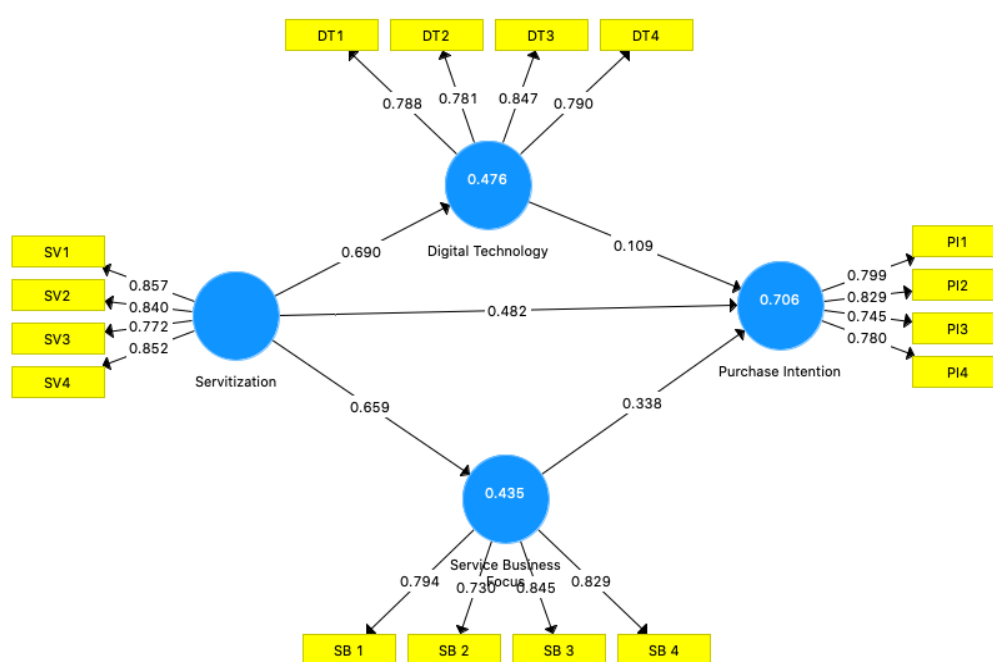 DT1 DT2 DT3 DT4
0.788 0.781 0.847 0.790
0.476
Digital Technology
0.690
0.109
SV1
SV2
SV3
SV4
0.857
0.840
0.772
0.852
Servitization
0.482
0.706
Purchase Intention
0.799
0.829
0.745
0.780
PI1
PI2
PI3
PI4
0.659
0.338
0.435
Service Business
Focus
0.794 0.730 0.845 0.829
SB 1 SB 2 SB 3 SB 4